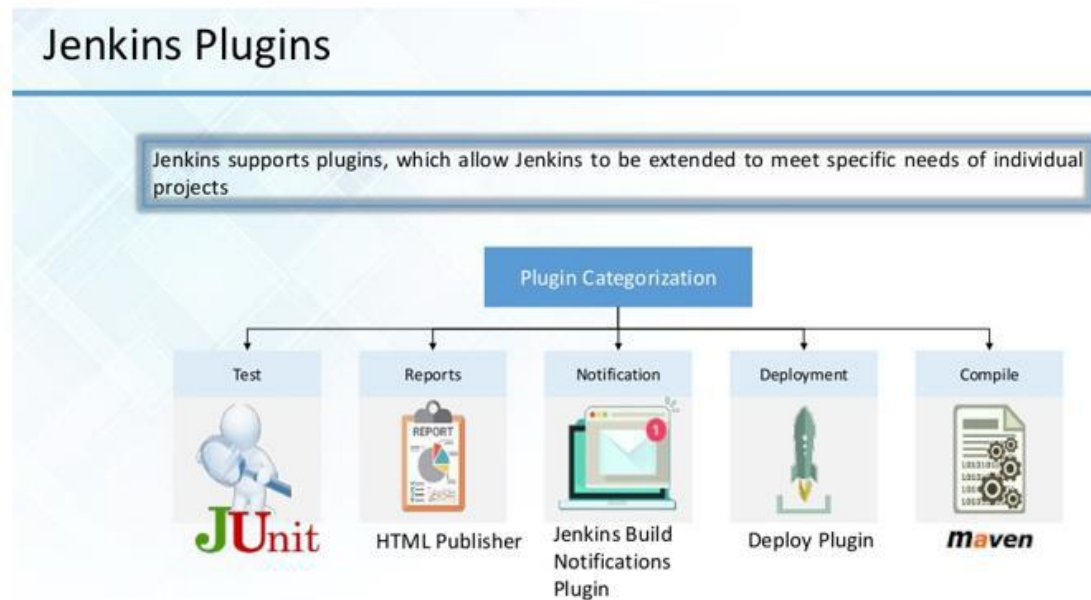 Jenkins Plugins
Jenkins supports plugins, which allow Jenkins to be extended to meet specific needs of individual
projects
Plugin Categorization
Test
Reports
Notification
Deployment
Compile
REPORT
1
JUnit
HTML Publisher
Jenkins Build
Notifications
Plugin
Deploy Plugin
maven